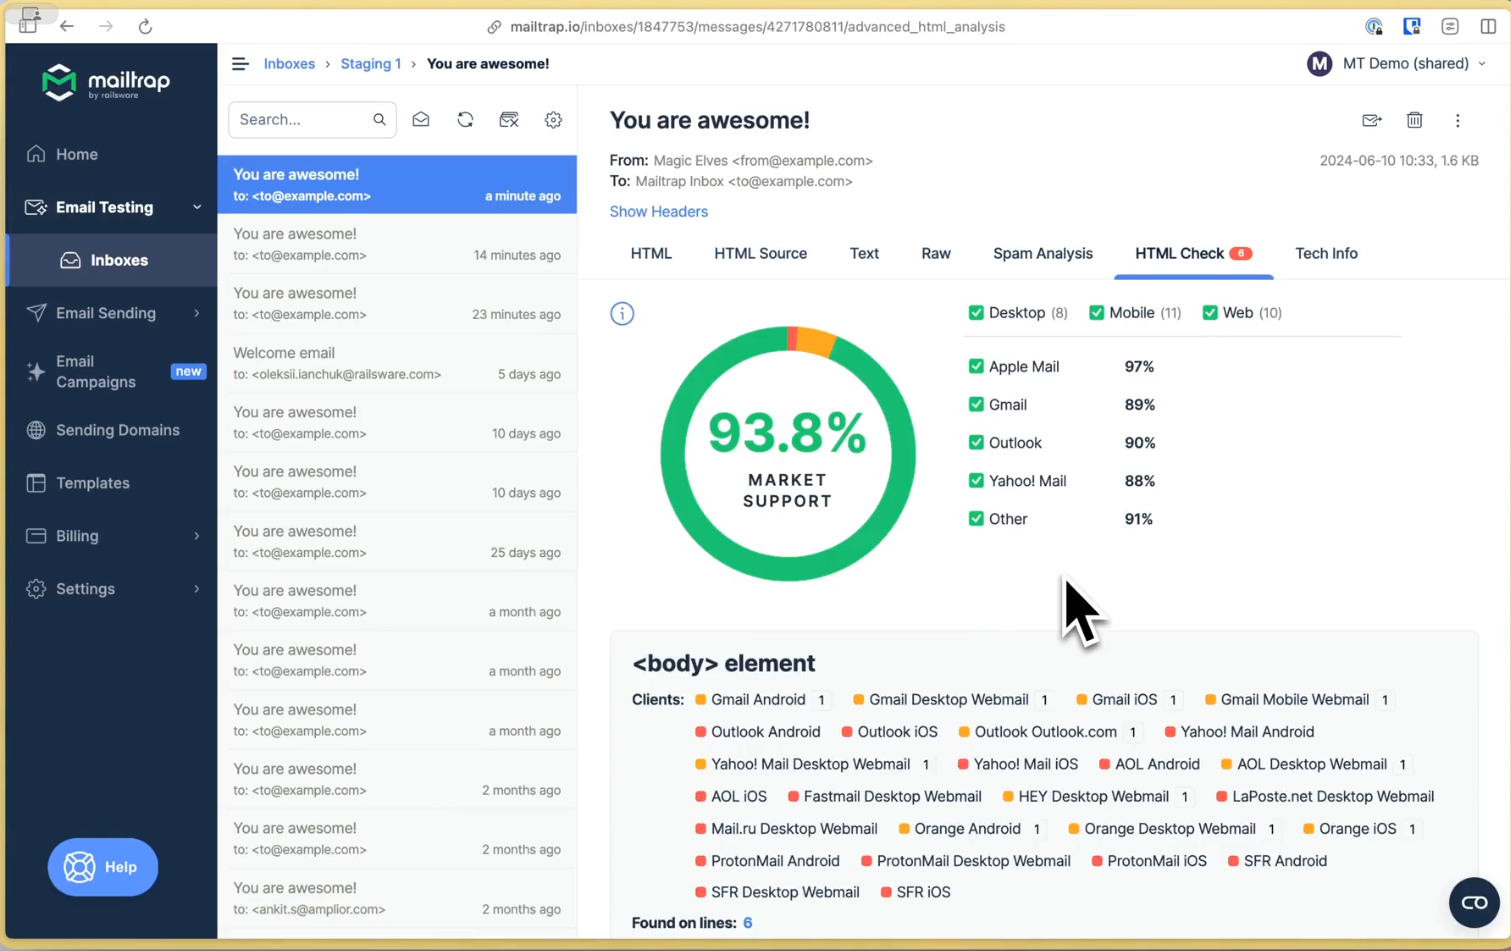 mailtrap.io/inboxes/1847753/messages/4271780811/advanced_html_analysis
mailtrap
by railsware
Home
Email Testing
Inboxes
Email Sending
Email
Campaigns
new
Sending Domains
Templates
Billing
Settings
Help
Inboxes › Staging 1 › You are awesome!
M MT Demo (shared)
Search...
You are awesome!
to: <to@example.com> a minute ago
You are awesome!
to: <to@example.com> 14 minutes ago
You are awesome!
to: <to@example.com> 23 minutes ago
Welcome email
to: <oleksii.ianchuk@railsware.com> 5 days ago
You are awesome!
to: <to@example.com> 10 days ago
You are awesome!
to: <to@example.com> 10 days ago
You are awesome!
to: <to@example.com> 25 days ago
You are awesome!
to: <to@example.com> a month ago
You are awesome!
to: <to@example.com> a month ago
You are awesome!
to: <to@example.com> a month ago
You are awesome!
to: <to@example.com> 2 months ago
You are awesome!
to: <to@example.com> 2 months ago
You are awesome!
to: <ankit.s@amplior.com> 2 months ago
You are awesome!
From: Magic Elves <from@example.com> 2024-06-10 10:33, 1.6 KB
To: Mailtrap Inbox <to@example.com>
Show Headers
HTML HTML Source Text Raw Spam Analysis HTML Check 6 Tech Info
93.8%
MARKET
SUPPORT
Desktop (8) Mobile (11) Web (10)
Apple Mail 97%
Gmail 89%
Outlook 90%
Yahoo! Mail 88%
Other 91%
<body> element
Clients: Gmail Android 1 Gmail Desktop Webmail 1 Gmail iOS 1 Gmail Mobile Webmail 1
Outlook Android Outlook iOS Outlook Outlook.com 1 Yahoo! Mail Android
Yahoo! Mail Desktop Webmail 1 Yahoo! Mail iOS AOL Android AOL Desktop Webmail 1
AOL iOS Fastmail Desktop Webmail HEY Desktop Webmail 1 LaPoste.net Desktop Webmail
Mail.ru Desktop Webmail Orange Android 1 Orange Desktop Webmail 1 Orange iOS 1
ProtonMail Android ProtonMail Desktop Webmail ProtonMail iOS SFR Android
SFR Desktop Webmail SFR iOS
Found on lines: 6